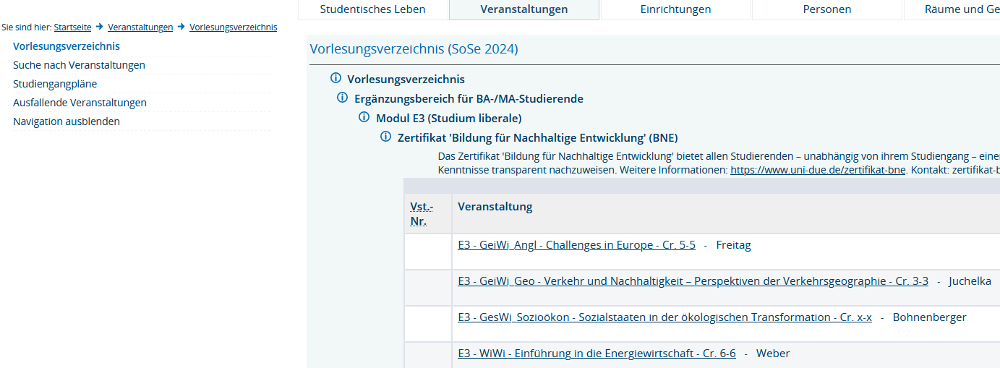 Studentisches Leben Veranstaltungen Einrichtungen Personen Räume und Ge
Sie sind hier: Startseite → Veranstaltungen → Vorlesungsverzeichnis
Vorlesungsverzeichnis
Suche nach Veranstaltungen
Studiengangpläne
Ausfallende Veranstaltungen
Navigation ausblenden
Vorlesungsverzeichnis (SoSe 2024)
Vorlesungsverzeichnis
Ergänzungsbereich für BA-/MA-Studierende
Modul E3 (Studium liberale)
Zertifikat 'Bildung für Nachhaltige Entwicklung' (BNE)
Das Zertifikat 'Bildung für Nachhaltige Entwicklung' bietet allen Studierenden – unabhängig von ihrem Studiengang – eine
Kenntnisse transparent nachzuweisen. Weitere Informationen: https://www.uni-due.de/zertifikat-bne. Kontakt: zertifikat-b
Vst.-
Nr.
Veranstaltung
E3 - GeiWi_Angl - Challenges in Europe - Cr. 5-5 - Freitag
E3 - GeiWi_Geo - Verkehr und Nachhaltigkeit – Perspektiven der Verkehrsgeographie - Cr. 3-3 - Juchelka
E3 - GesWi_Sozioökon - Sozialstaaten in der ökologischen Transformation - Cr. x-x - Bohnenberger
E3 - WiWi - Einführung in die Energiewirtschaft - Cr. 6-6 - Weber